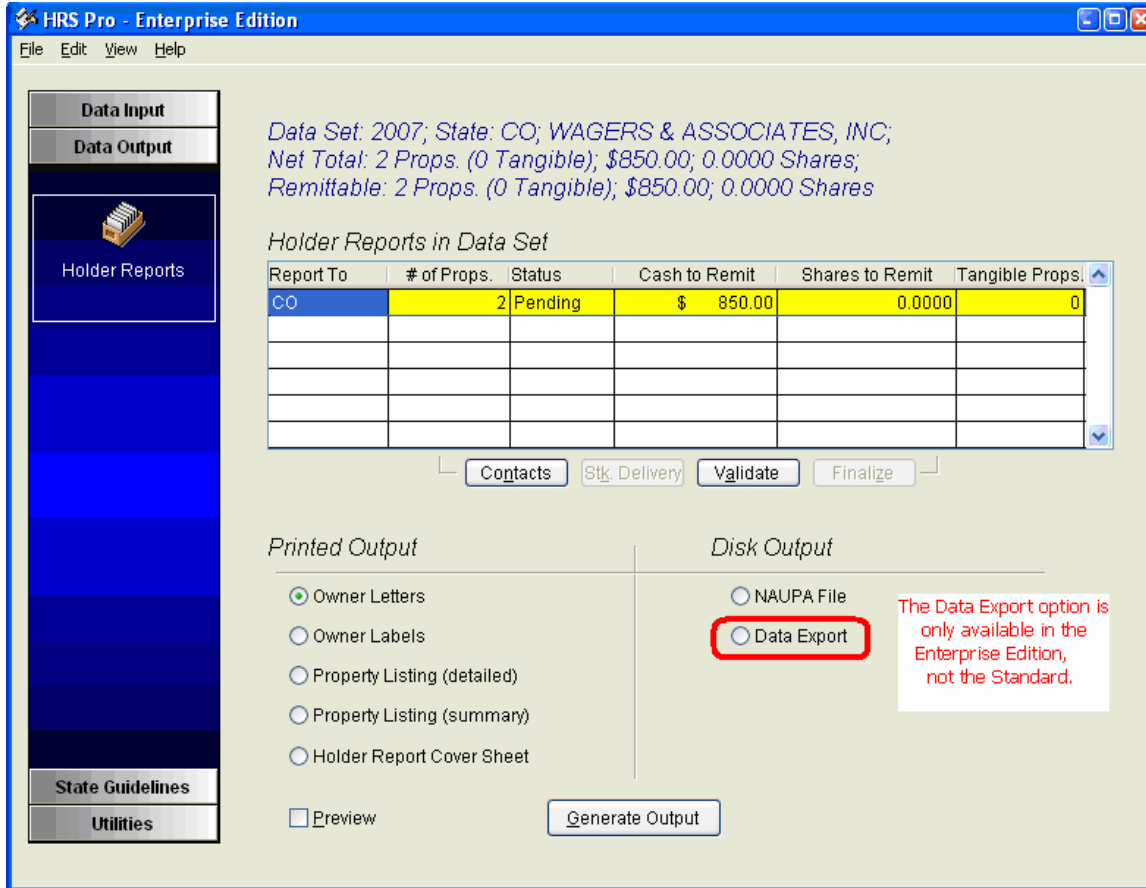 HRS Pro - Enterprise Edition
File Edit View Help
Data Input
Data Output
Holder Reports
State Guidelines
Utilities
Data Set: 2007; State: CO; WAGERS & ASSOCIATES, INC;
Net Total: 2 Props. (0 Tangible); $850.00; 0.0000 Shares;
Remittable: 2 Props. (0 Tangible); $850.00; 0.0000 Shares
Holder Reports in Data Set
Report To # of Props. Status Cash to Remit Shares to Remit Tangible Props.
CO 2 Pending $ 850.00 0.0000 0
Contacts Stk. Delivery Validate Finalize
Printed Output
Owner Letters
Owner Labels
Property Listing (detailed)
Property Listing (summary)
Holder Report Cover Sheet
Disk Output
NAUPA File
Data Export
The Data Export option is
only available in the
Enterprise Edition,
not the Standard.
Preview
Generate Output